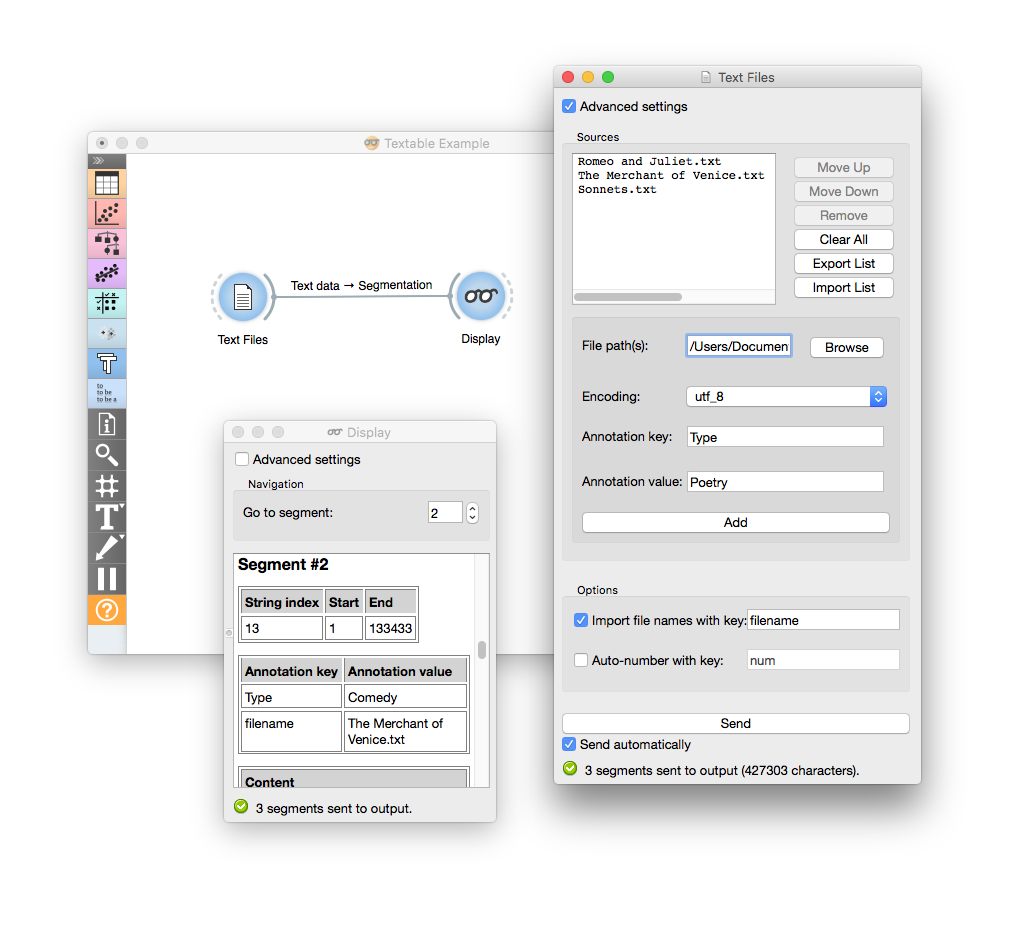 Text Files
Advanced settings
Sources
Romeo and Juliet.txt
The Merchant of Venice.txt
Sonnets.txt
Move Up
Move Down
Remove
Clear All
Export List
Import List
File path(s):
/Users/Documen
Browse
Encoding:
utf_8
Annotation key:
Type
Annotation value:
Poetry
Add
Options
Import file names with key:
filename
Auto-number with key:
num
Send
Send automatically
3 segments sent to output (427303 characters).
Textable Example
to
to be
to be a
Text data → Segmentation
Text Files
Display
Display
Advanced settings
Navigation
Go to segment:
2
Segment #2
String index Start End
13 1 133433
Annotation key Annotation value
Type Comedy
filename The Merchant of
Venice.txt
Content
3 segments sent to output.